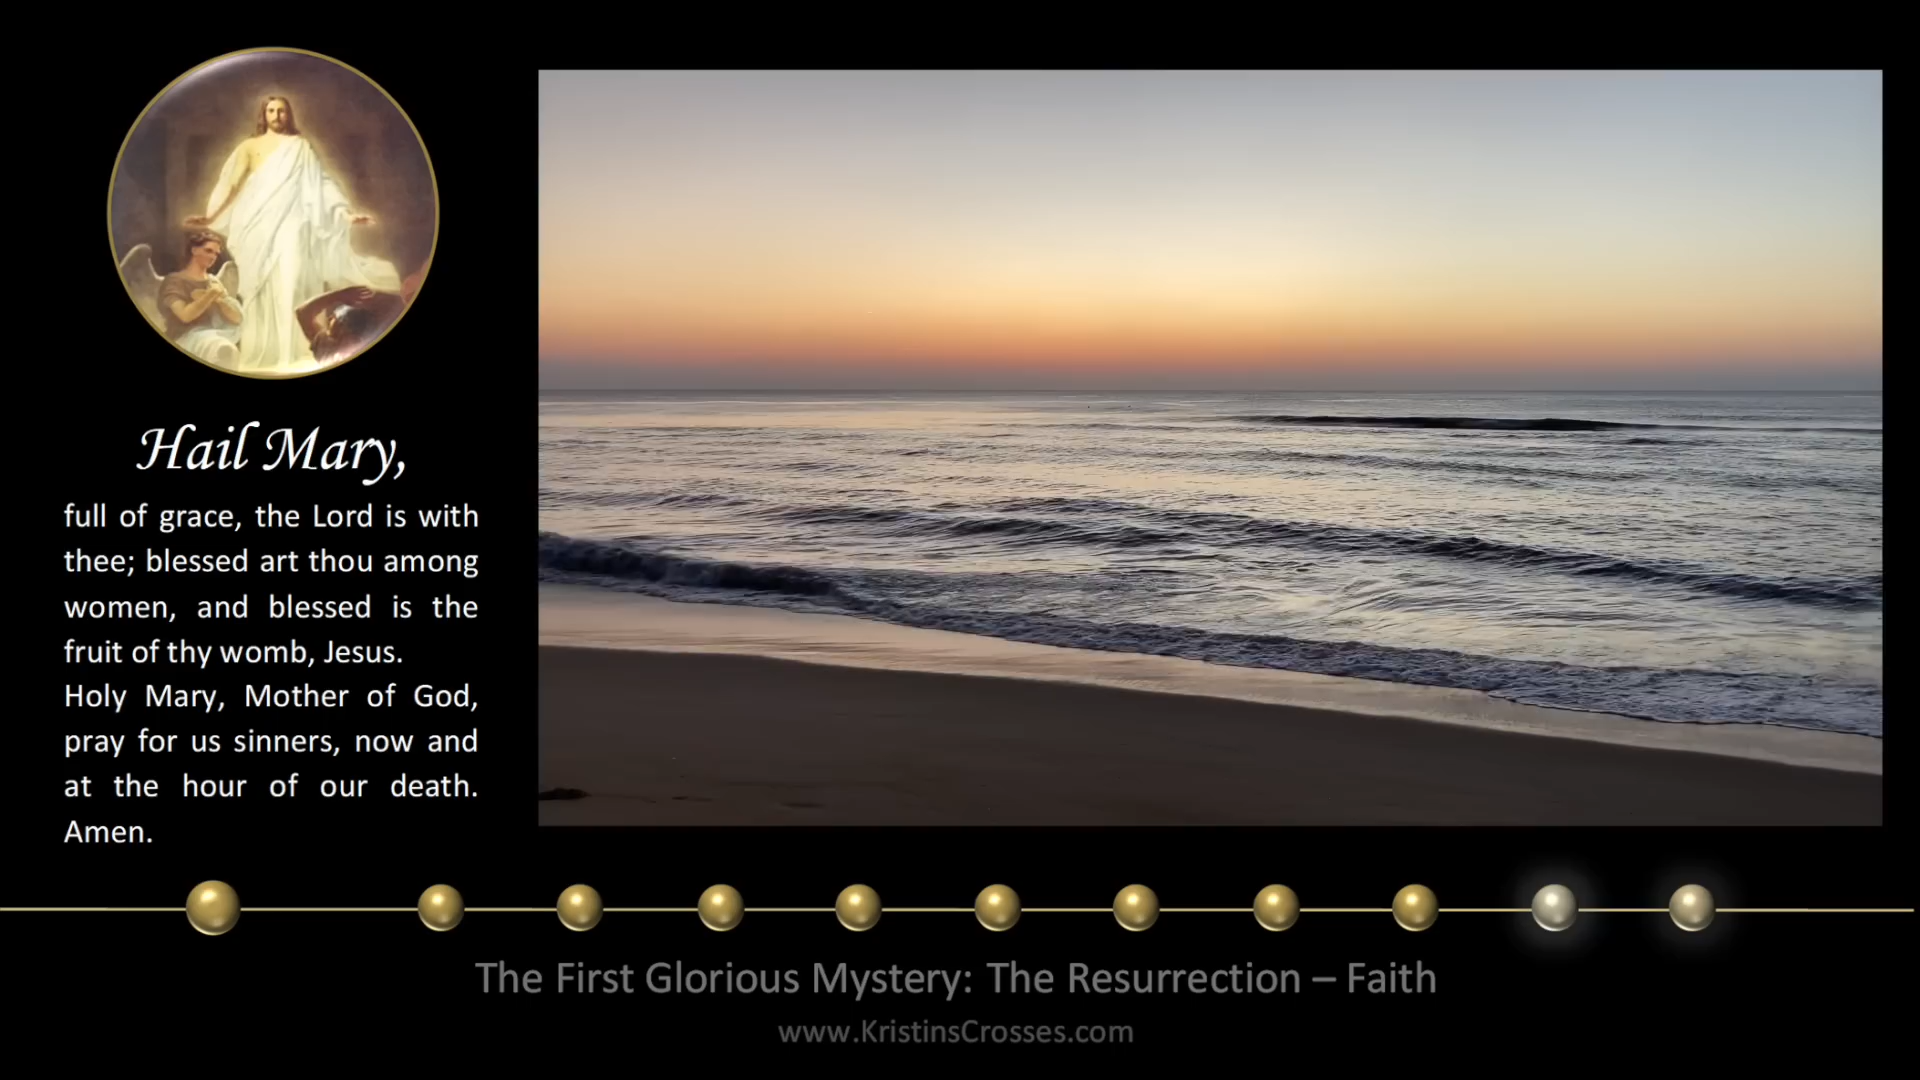 Hail Mary,
full of grace, the Lord is with
thee; blessed art thou among
women, and blessed is the
fruit of thy womb, Jesus.
Holy Mary, Mother of God,
pray for us sinners, now and
at the hour of our death.
Amen.
The First Glorious Mystery: The Resurrection – Faith
www.KristinsCrosses.com